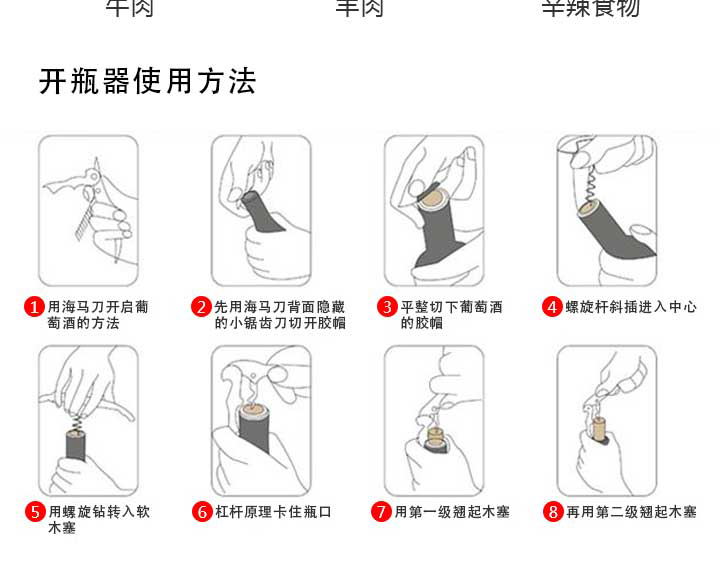 牛肉 羊肉 辛辣食物
开瓶器使用方法
1 用海马刀开启葡
萄酒的方法
2 先用海马刀背面隐藏
的小锯齿刀切开胶帽
3 平整切下葡萄酒
的胶帽
4 螺旋杆斜插进入中心
5 用螺旋钻转入软
木塞
6 杠杆原理卡住瓶口
7 用第一级翘起木塞
8 再用第二级翘起木塞